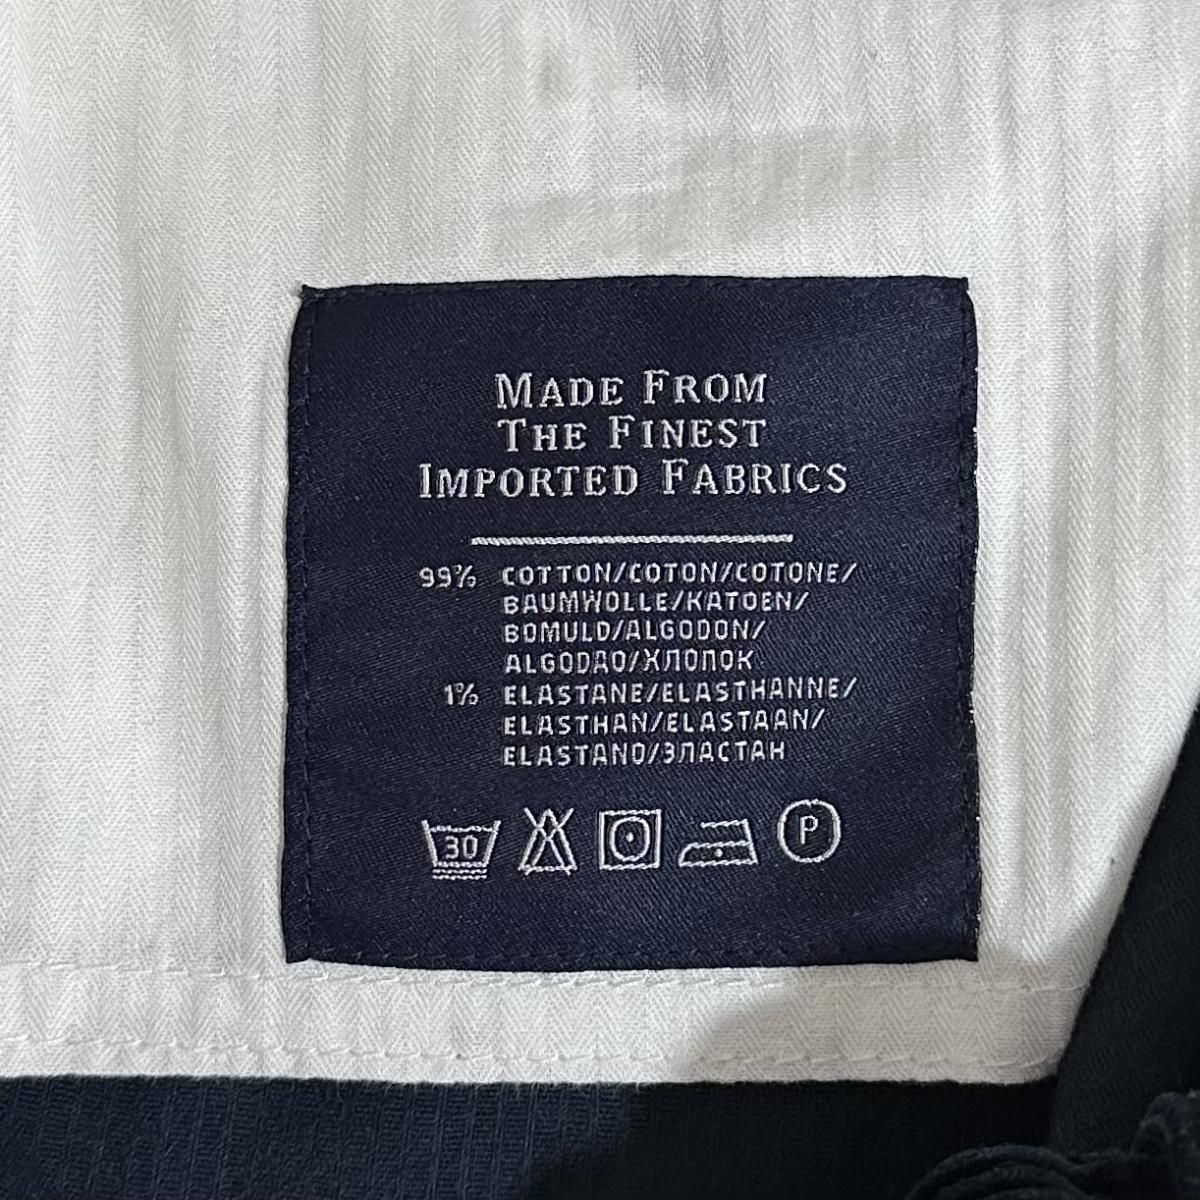 MADE FROM
THE FINEST
IMPORTED FABRICS
99% COTTON/COTON/COTONE/
BAUMWOLLE/KATOEN/
BOMULD/ALGODON/
ALGODAO/ХЛОПОК
1% ELASTANE/ELASTHANNE/
ELASTHAN/ELASTAAN/
ELASTANO/ЭЛАСТАН
30 P